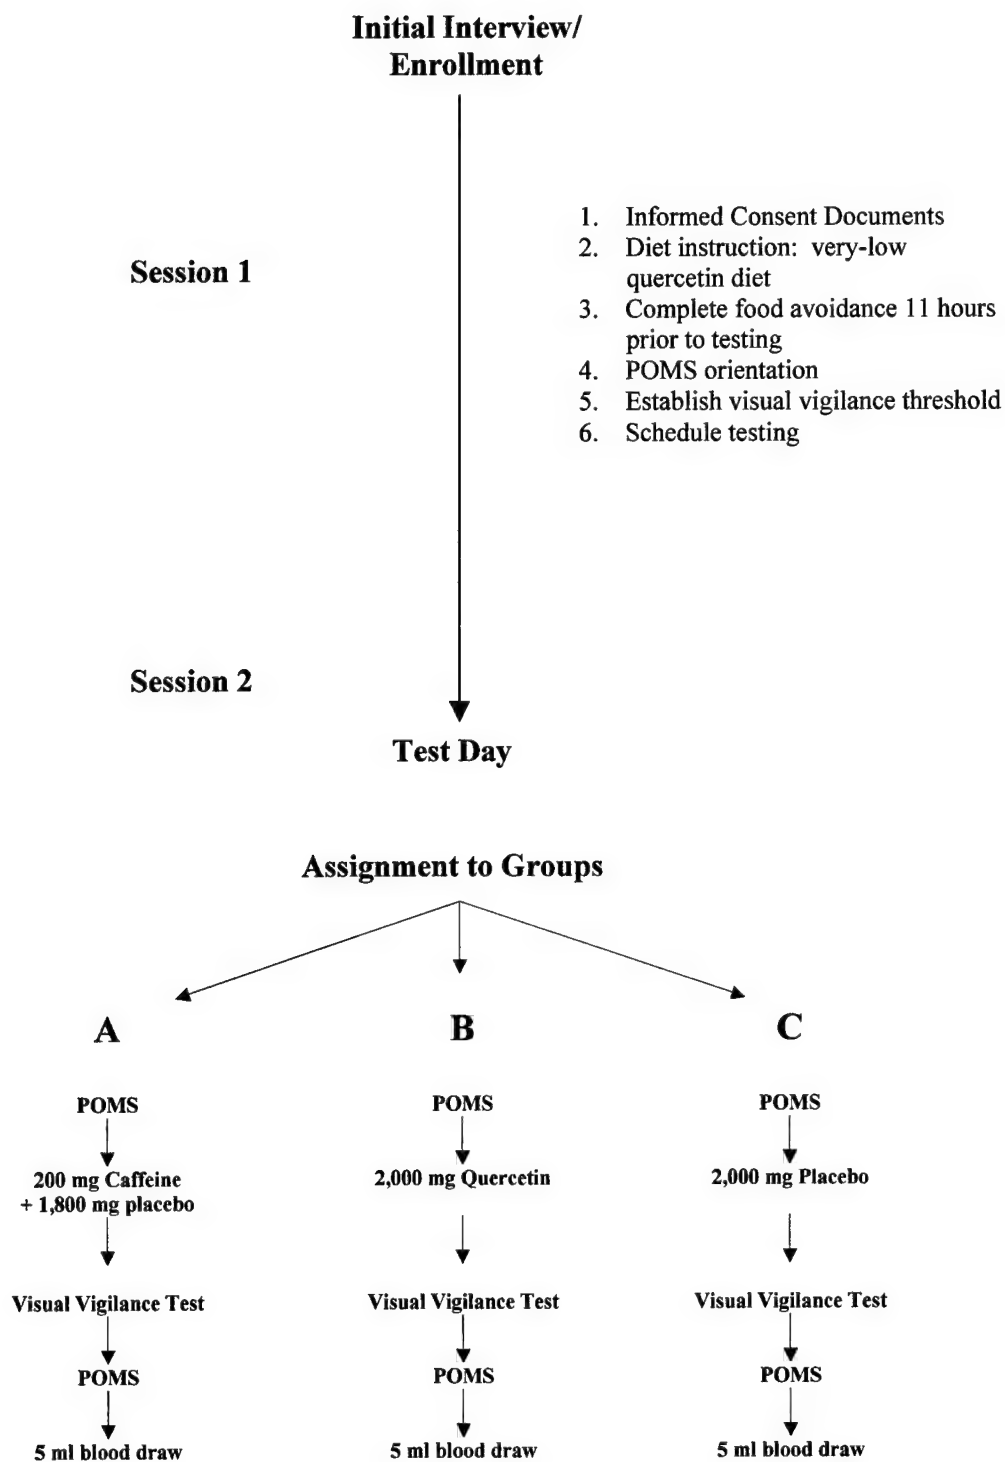 Initial Interview/
Enrollment
Session 1
1. Informed Consent Documents
2. Diet instruction: very-low
quercetin diet
3. Complete food avoidance 11 hours
prior to testing
4. POMS orientation
5. Establish visual vigilance threshold
6. Schedule testing
Session 2
Test Day
Assignment to Groups
A
B
C
POMS
POMS
POMS
200 mg Caffeine
+ 1,800 mg placebo
2,000 mg Quercetin
2,000 mg Placebo
Visual Vigilance Test
Visual Vigilance Test
Visual Vigilance Test
POMS
POMS
POMS
5 ml blood draw
5 ml blood draw
5 ml blood draw